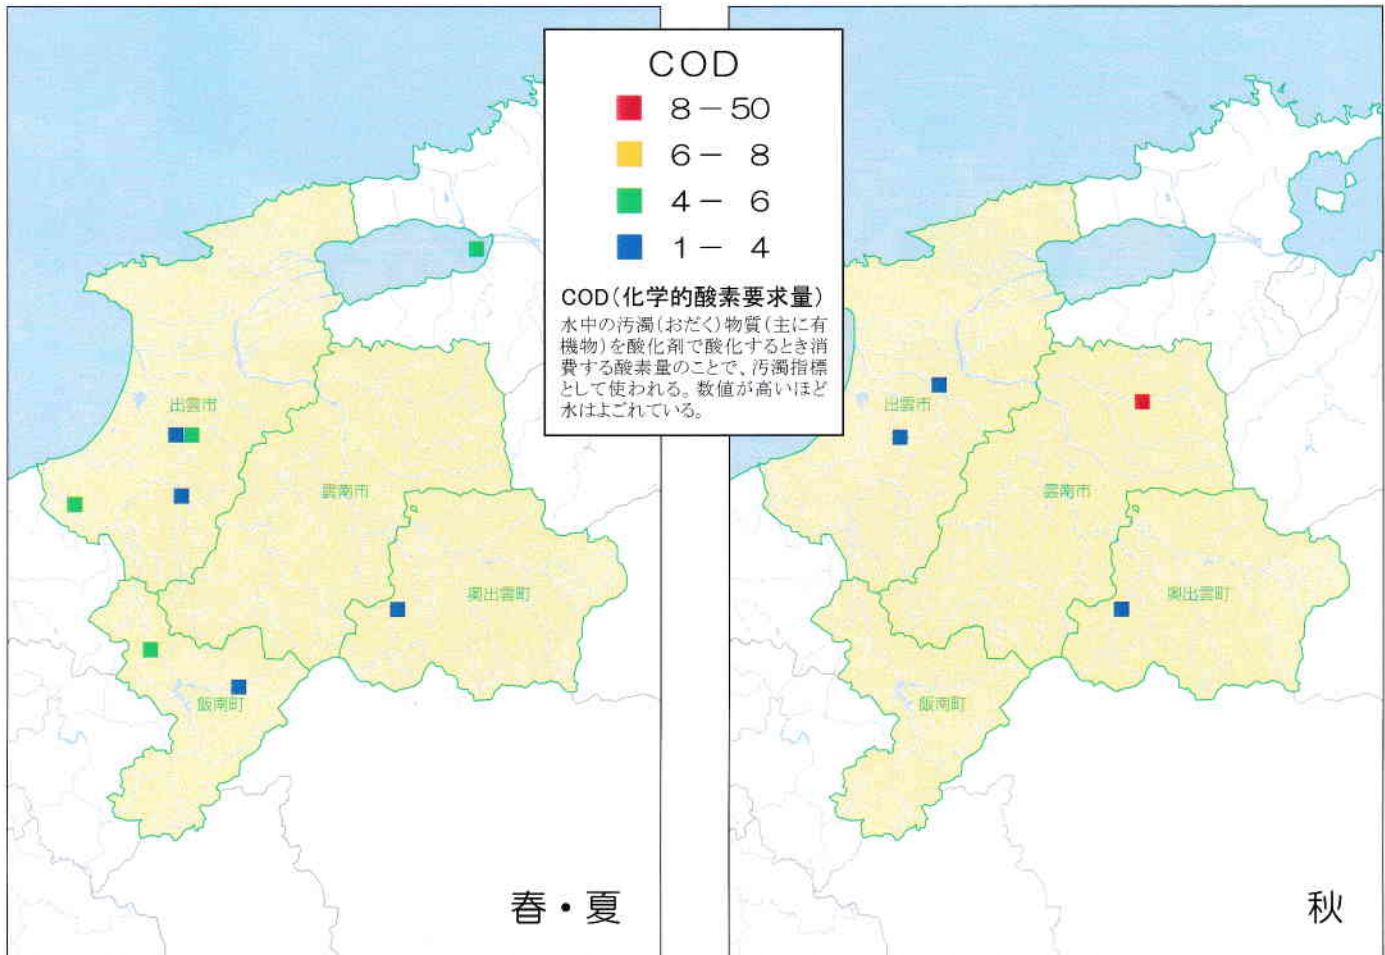 COD
8-50
6- 8
4- 6
1- 4
COD(化学的酸素要求量)
水中の汚濁(おだく)物質(主に有
機物)を酸化剤で酸化するとき消
費する酸素量のことで、汚濁指標
として使われる。数値が高いほど
水はよごれている。
出雲市
雲南市
奥出雲町
飯南町
春・夏
出雲市
雲南市
奥出雲町
飯南町
秋